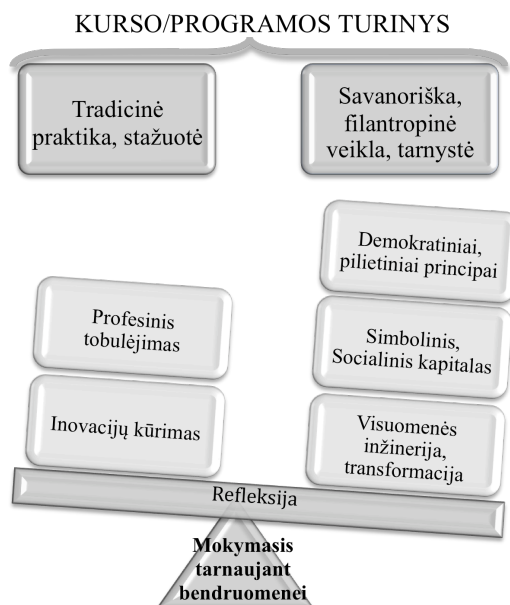 KURSO/PROGRAMOS TURINYS
Tradicinė
praktika, stažuotė
Savanoriška,
filantropinė
veikla, tarnystė
Profesinis
tobulėjimas
Inovacijų kūrimas
Demokratiniai,
pilietiniai principai
Simbolinis,
Socialinis kapitalas
Visuomenės
inžinerija,
transformacija
Refleksija
Mokymasis
tarnaujant
bendruomenei